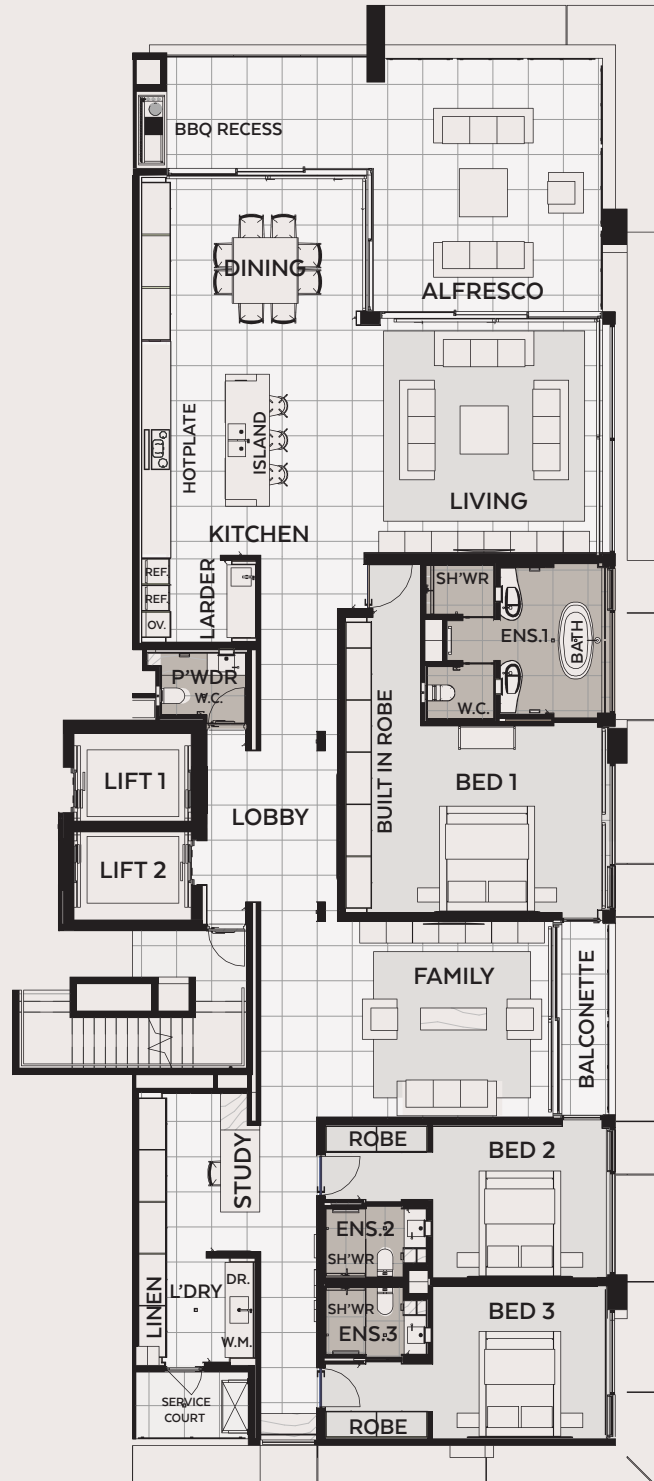 BBQ RECESS
DINING
ALFRESCO
HOTPLATE
ISLAND
LIVING
KITCHEN
REF.
REF.
OV.
LARDER
SH'WR
ENS.1
BATH
P'WDR
W.C.
W.C.
BUILT IN ROBE
BED 1
LIFT 1
LOBBY
LIFT 2
FAMILY
BALCONETTE
STUDY
ROBE
BED 2
ENS.2
SH'WR
LINEN
L'DRY
DR.
W.M.
SH'WR
ENS.3
BED 3
SERVICE
COURT
ROBE